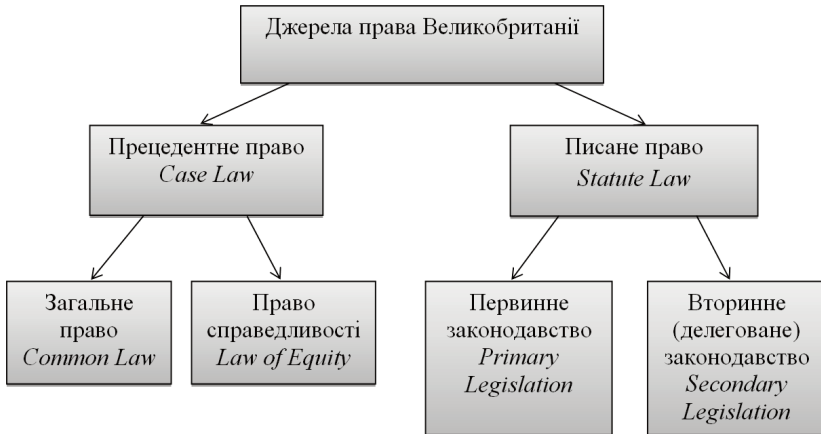 Джерела права Великобританії
Прецедентне право
Case Law
Писане право
Statute Law
Загальне
право
Common Law
Право
справедливості
Law of Equity
Первинне
законодавство
Primary
Legislation
Вторинне
(делеговане)
законодавство
Secondary
Legislation